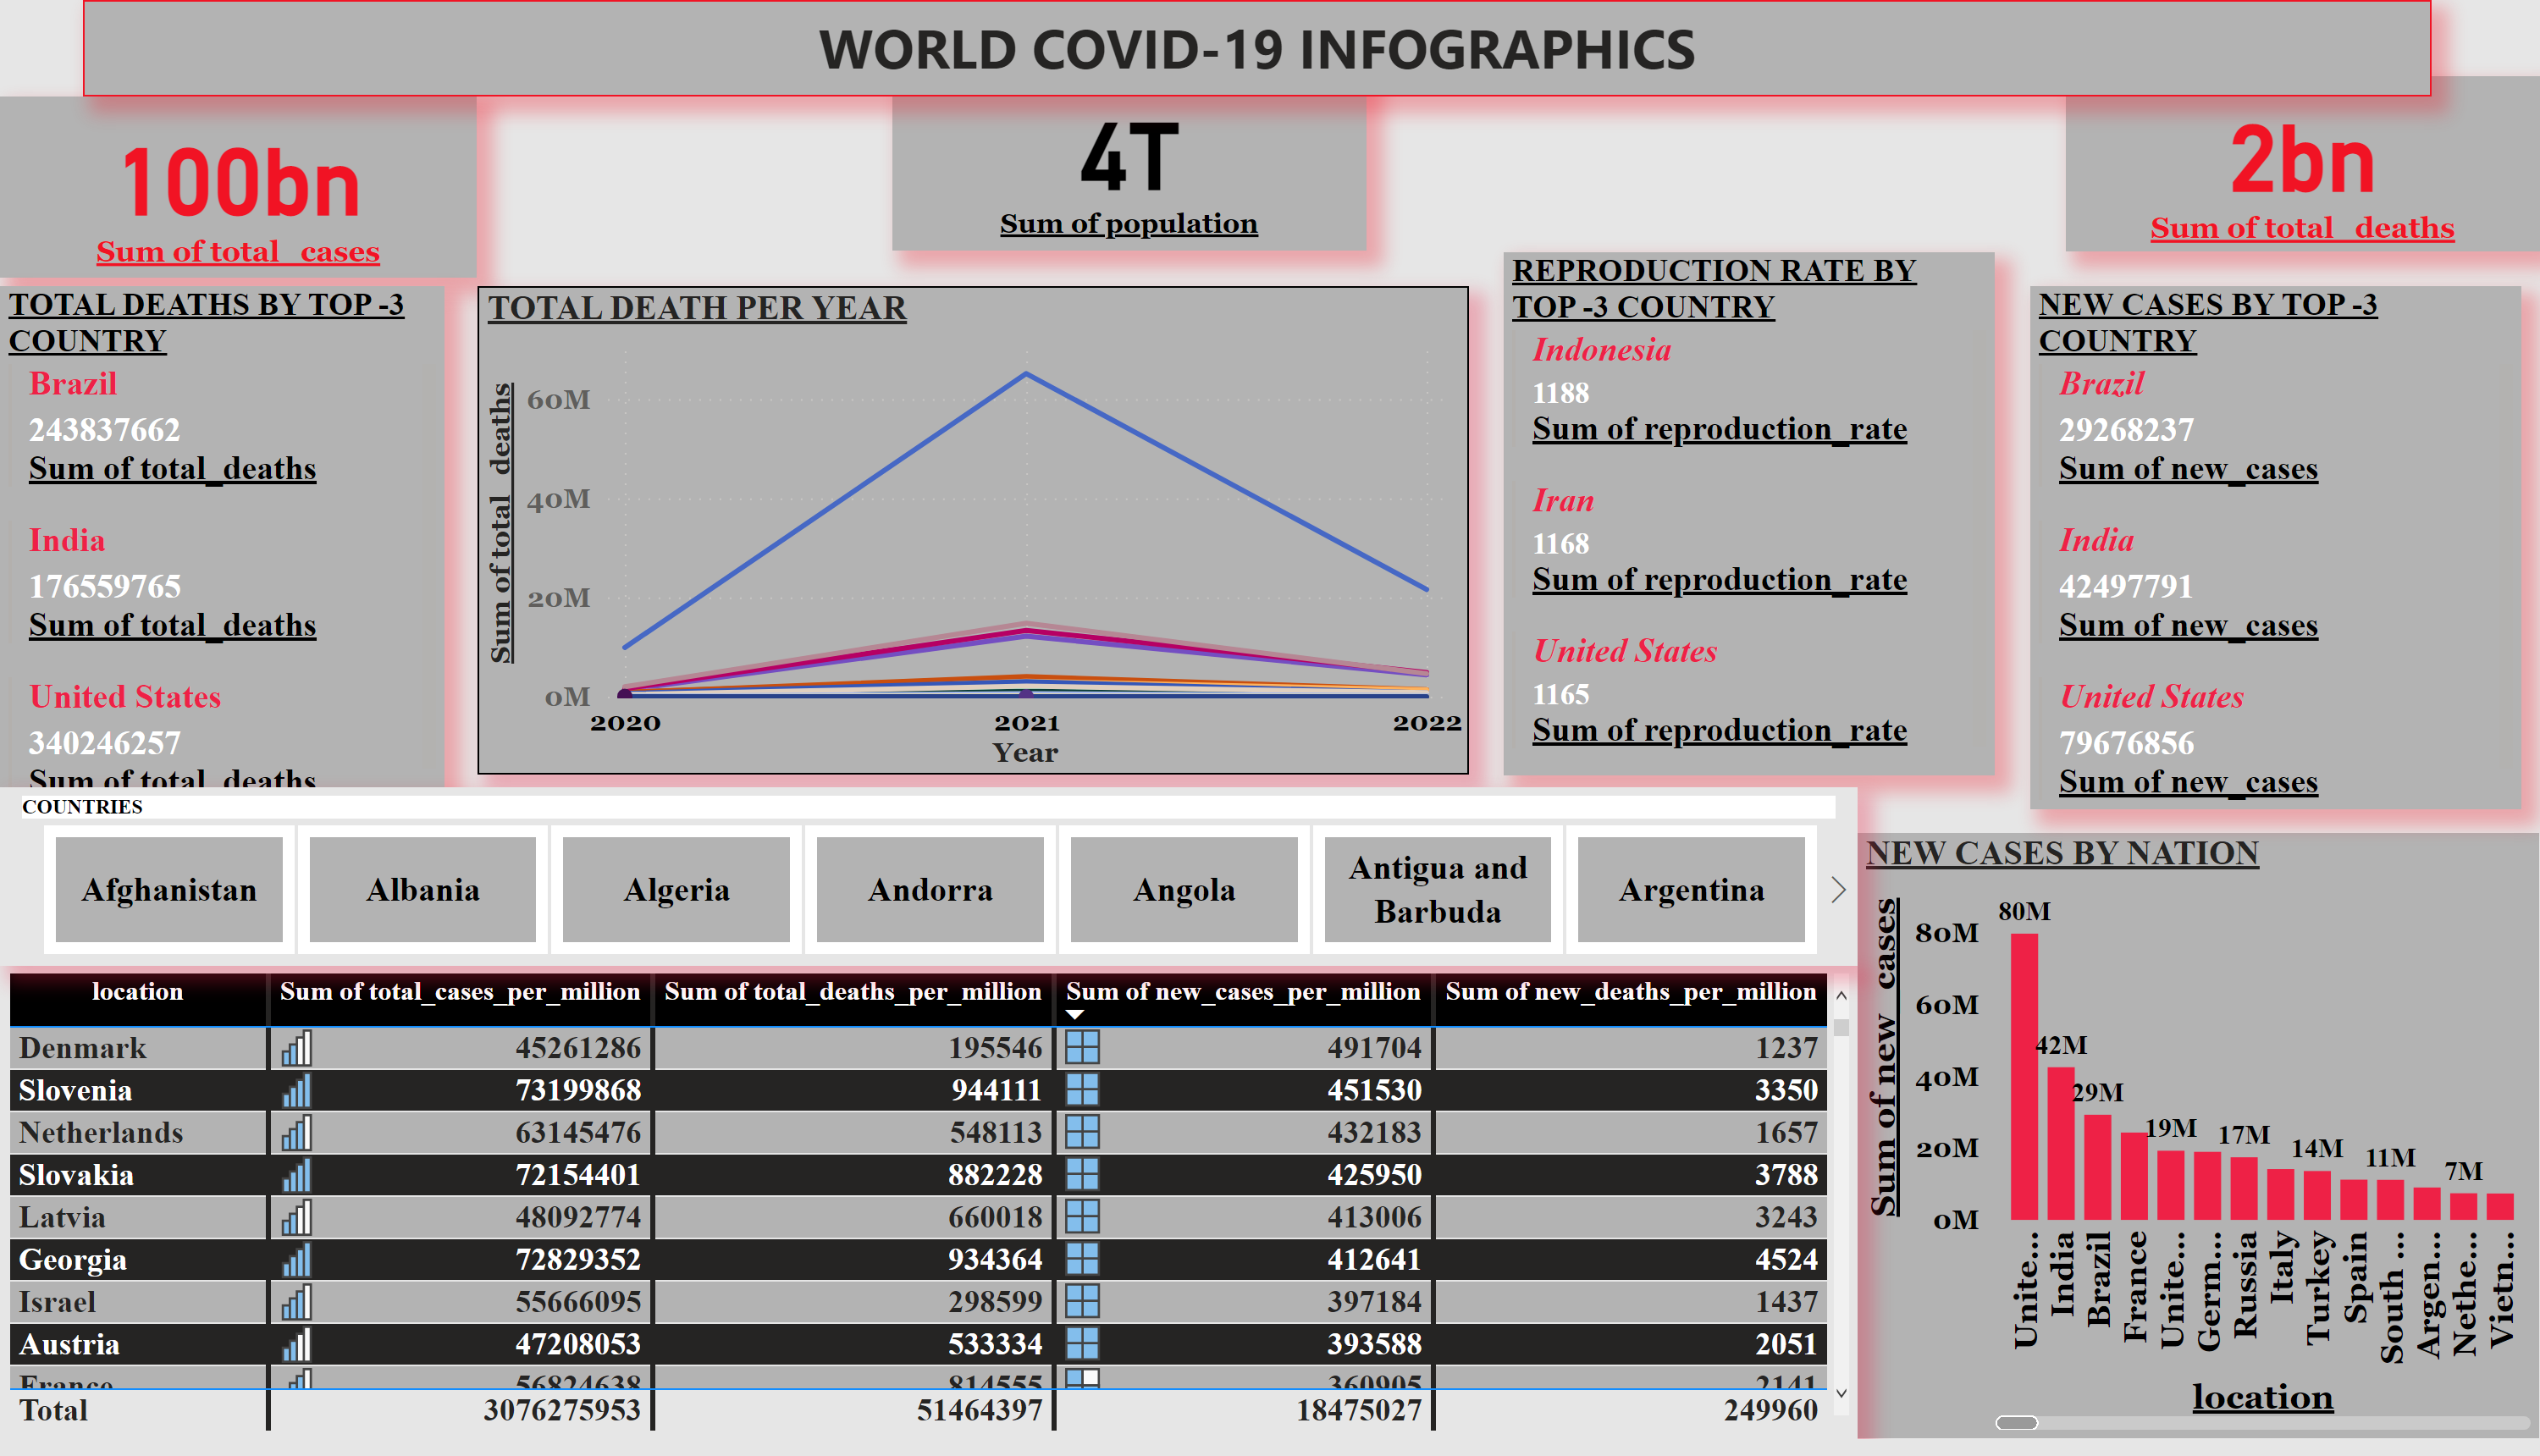 WORLD COVID-19 INFOGRAPHICS
100bn
Sum of total_cases
4T
Sum of population
2bn
Sum of total_deaths
TOTAL DEATHS BY TOP -3
COUNTRY
Brazil
243837662
Sum of total_deaths
India
176559765
Sum of total_deaths
United States
340246257
Sum of total_deaths
TOTAL DEATH PER YEAR
Sum of total_deaths
60M
40M
20M
0M
2020
2021
2022
Year
REPRODUCTION RATE BY
TOP -3 COUNTRY
Indonesia
1188
Sum of reproduction_rate
Iran
1168
Sum of reproduction_rate
United States
1165
Sum of reproduction_rate
NEW CASES BY TOP -3
COUNTRY
Brazil
29268237
Sum of new_cases
India
42497791
Sum of new_cases
United States
79676856
Sum of new_cases
COUNTRIES
Afghanistan
Albania
Algeria
Andorra
Angola
Antigua and
Barbuda
Argentina
location Sum of total_cases_per_million Sum of total_deaths_per_million Sum of new_cases_per_million Sum of new_deaths_per_million
Denmark 45261286 195546 491704 1237
Slovenia 73199868 944111 451530 3350
Netherlands 63145476 548113 432183 1657
Slovakia 72154401 882228 425950 3788
Latvia 48092774 660018 413006 3243
Georgia 72829352 934364 412641 4524
Israel 55666095 298599 397184 1437
Austria 47208053 533334 393588 2051
France 56824638 814555 360905 2141
Total 3076275953 51464397 18475027 249960
NEW CASES BY NATION
Sum of new_cases
80M
60M
40M
20M
0M
80M
42M
29M
19M
17M
14M
11M
7M
Unite...
India
Brazil
France
Unite...
Germ...
Russia
Italy
Turkey
Spain
South ...
Argen...
Nethe...
Vietn...
location